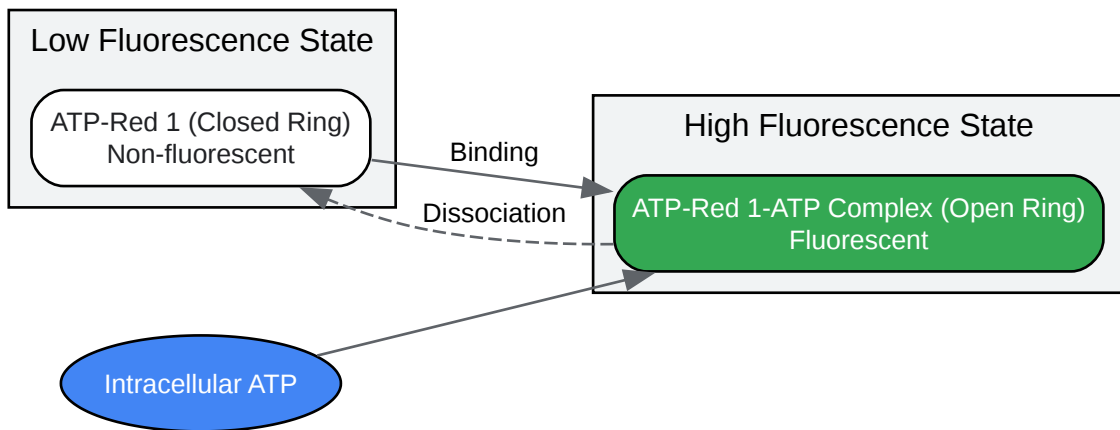 Low Fluorescence State
ATP-Red 1 (Closed Ring)
Non-fluorescent
High Fluorescence State
Binding
Dissociation
ATP-Red 1-ATP Complex (Open Ring)
Fluorescent
Intracellular ATP